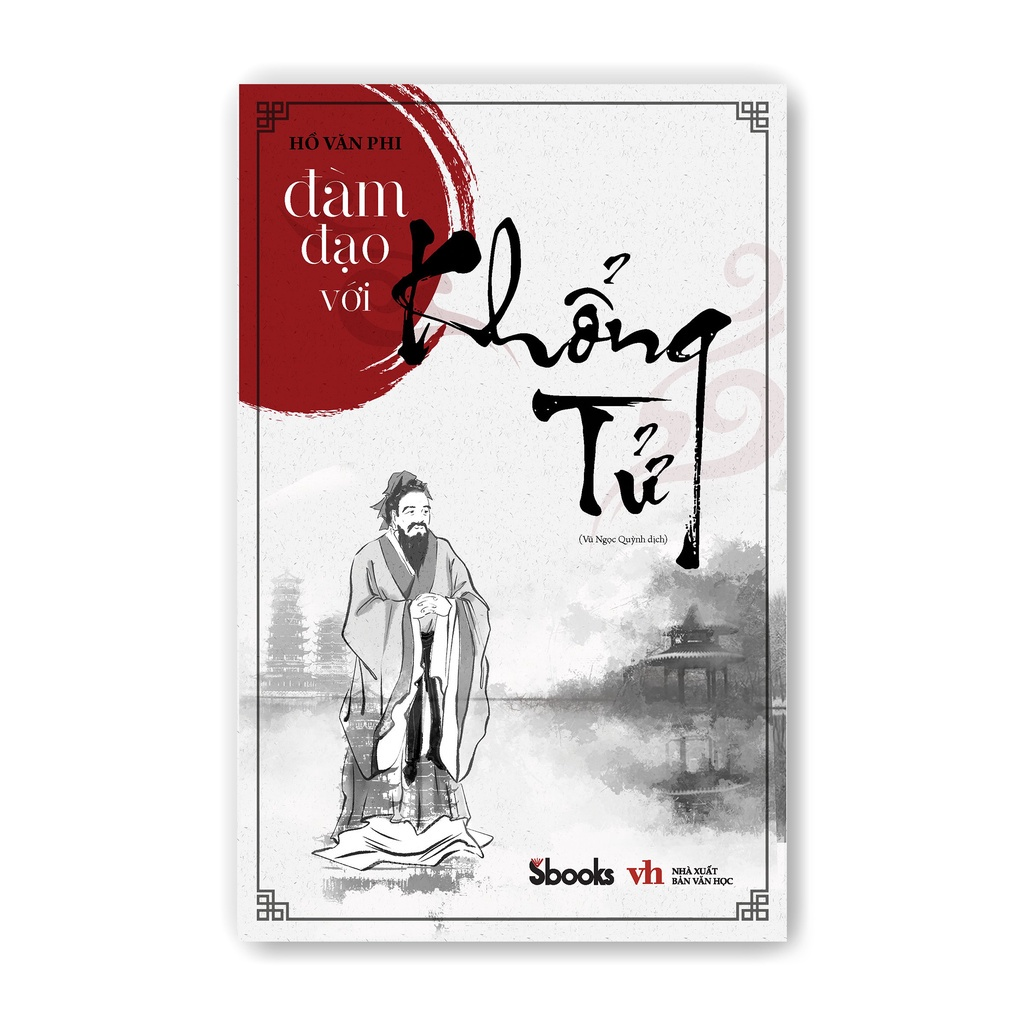 HỒ VĂN PHI
đàm
đạo
với
Khổng
Tử
(Vũ Ngọc Quỳnh dịch)
Sbooks
vh
NHÀ XUẤT
BẢN VĂN HỌC